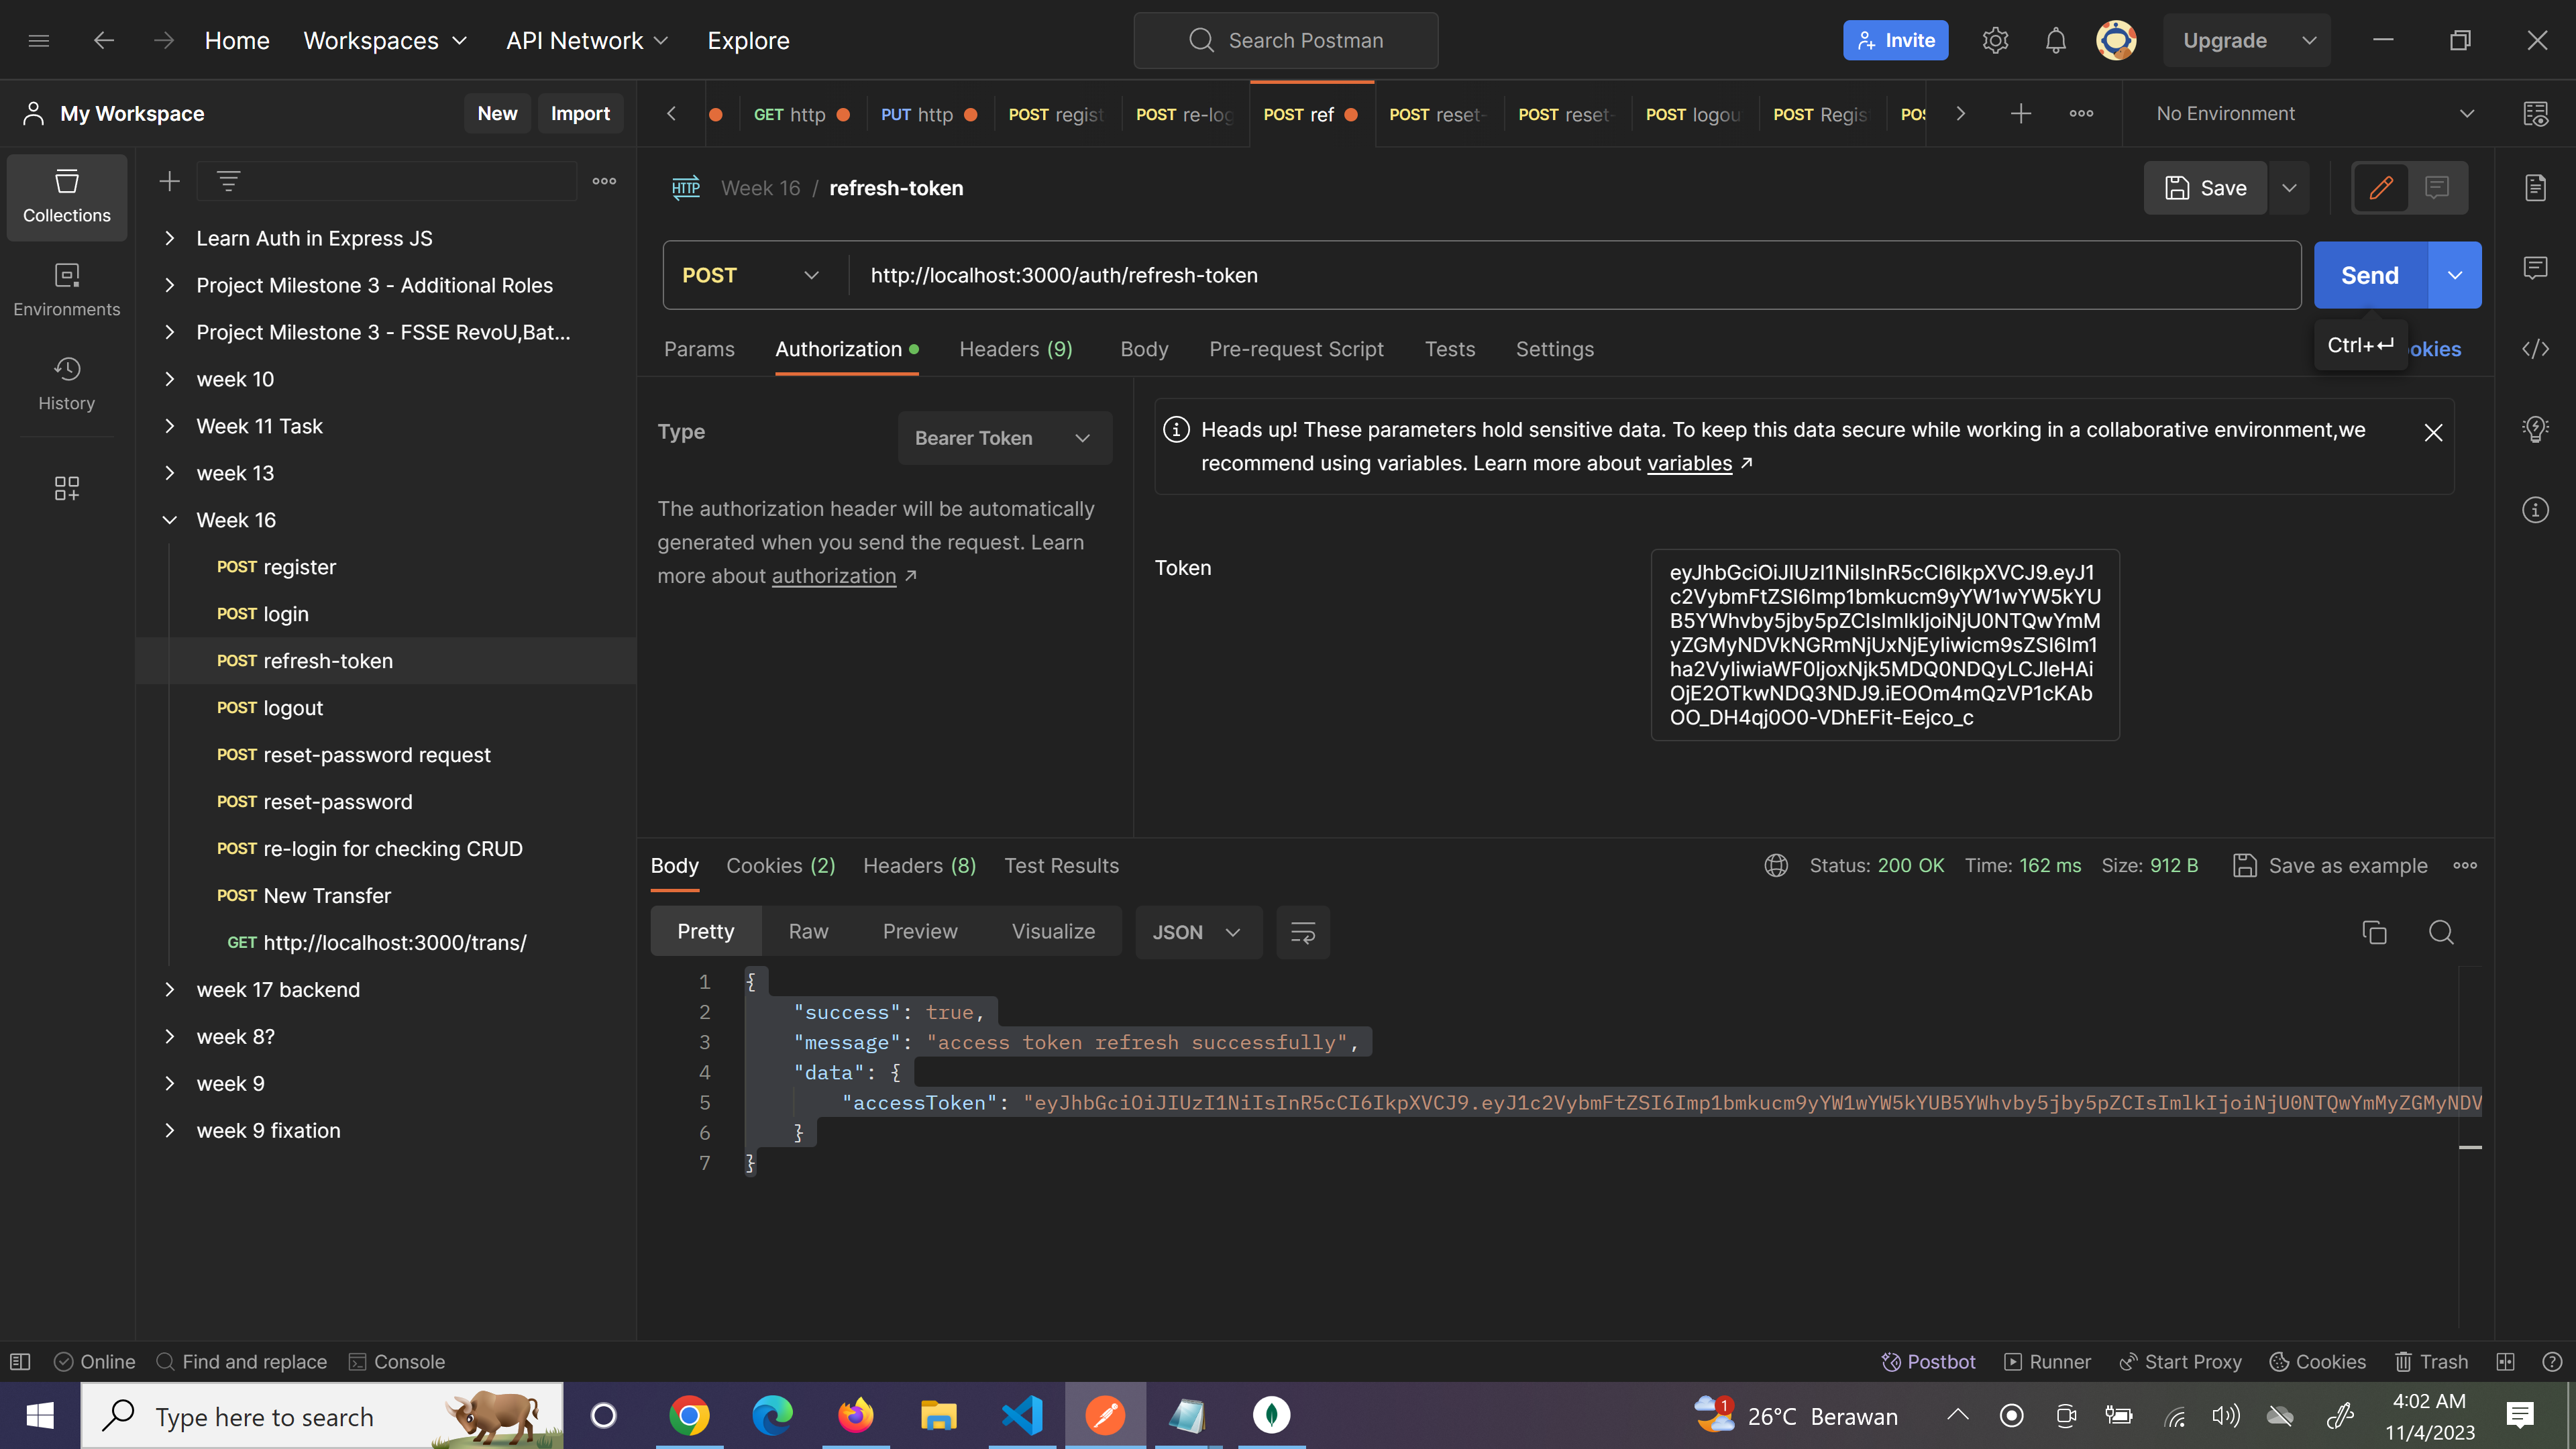 Home
Workspaces
API Network
Explore
Search Postman
Invite
Upgrade
My Workspace
New
Import
GET http
PUT http
POST regist
POST re-log
POST ref
POST reset-
POST reset-
POST logou
POST Regis
POS
No Environment
Collections
Environments
History
Learn Auth in Express JS
Project Milestone 3 - Additional Roles
Project Milestone 3 - FSSE RevoU,Bat...
week 10
Week 11 Task
week 13
Week 16
POST register
POST login
POST refresh-token
POST logout
POST reset-password request
POST reset-password
POST re-login for checking CRUD
POST New Transfer
GET http://localhost:3000/trans/
week 17 backend
week 8?
week 9
week 9 fixation
HTTP
Week 16 / refresh-token
Save
POST
http://localhost:3000/auth/refresh-token
Send
Ctrl+↵
Params
Authorization
Headers (9)
Body
Pre-request Script
Tests
Settings
ookies
Type
Bearer Token
The authorization header will be automatically
generated when you send the request. Learn
more about authorization ↗
Heads up! These parameters hold sensitive data. To keep this data secure while working in a collaborative environment,we
recommend using variables. Learn more about variables ↗
Token
eyJhbGciOiJIUzI1NiIsInR5cCI6IkpXVCJ9.eyJ1
c2VybmFtZSI6Imp1bmkucm9yYW1wYW5kYU
B5YWhvby5jby5pZCIsImlkIjoiNjU0NTQwYmM
yZGMyNDVkNGRmNjUxNjEyIiwicm9sZSI6Im1
ha2VyIiwiaWF0IjoxNjk5MDQ0NDQyLCJleHAi
OjE2OTkwNDQ3NDJ9.iEOOm4mQzVP1cKAb
OO_DH4qj0O0-VDhEFit-Eejco_c
Body
Cookies (2)
Headers (8)
Test Results
Status: 200 OK
Time: 162 ms
Size: 912 B
Save as example
Pretty
Raw
Preview
Visualize
JSON
1 {
2 "success": true,
3 "message": "access token refresh successfully",
4 "data": {
5 "accessToken": "eyJhbGciOiJIUzI1NiIsInR5cCI6IkpXVCJ9.eyJ1c2VybmFtZSI6Imp1bmkucm9yYW1wYW5kYUB5YWhvby5jby5pZCIsImlkIjoiNjU0NTQwYmMyZGMyNDV
6 }
7 }
Online
Find and replace
Console
Postbot
Runner
Start Proxy
Cookies
Trash
Type here to search
1
26°C Berawan
4:02 AM
11/4/2023